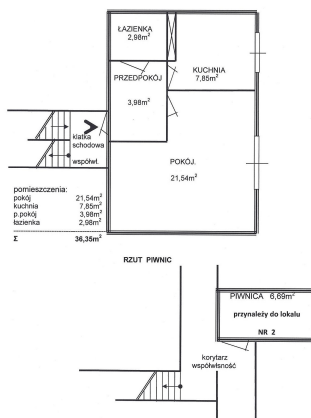 ŁAZIENKA
2,98m²
KUCHNIA
7,85m²
PRZEDPOKÓJ
3,98m²
klatka
schodowa
współwł.
POKÓJ.
21,54m²
pomieszczenia:
pokój 21,54m²
kuchnia 7,85m²
p.pokój 3,98m²
łazienka 2,98m²
Σ 36,35m²
RZUT PIWNIC
PIWNICA 6,69m²
przynależy do lokalu
NR 2
korytarz
współwłsność